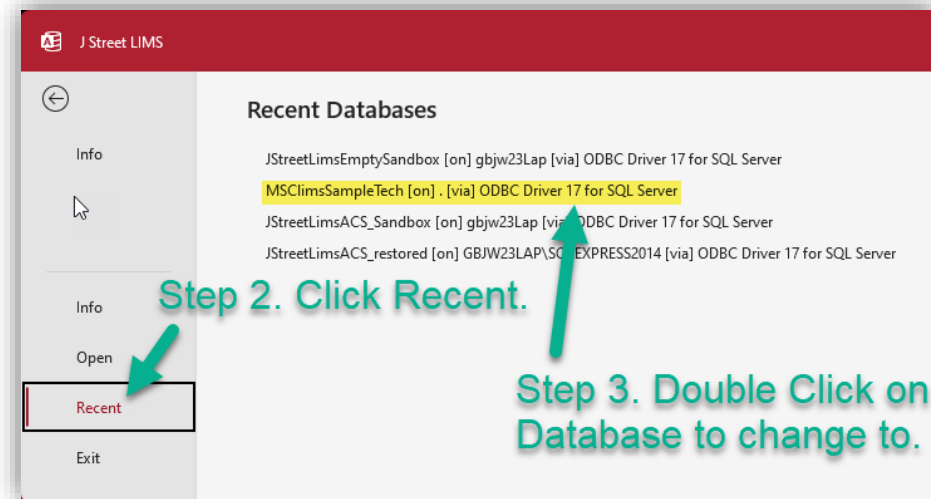 J Street LIMS
Info
Recent Databases
JStreetLimsEmptySandbox [on] gbjw23Lap [via] ODBC Driver 17 for SQL Server
MSClimsSampleTech [on] . [via] ODBC Driver 17 for SQL Server
JStreetLimsACS_Sandbox [on] gbjw23Lap [via] ODBC Driver 17 for SQL Server
JStreetLimsACS_restored [on] GBJW23LAP\SQLEXPRESS2014 [via] ODBC Driver 17 for SQL Server
Info
Step 2. Click Recent.
Open
Recent
Step 3. Double Click on
Database to change to.
Exit